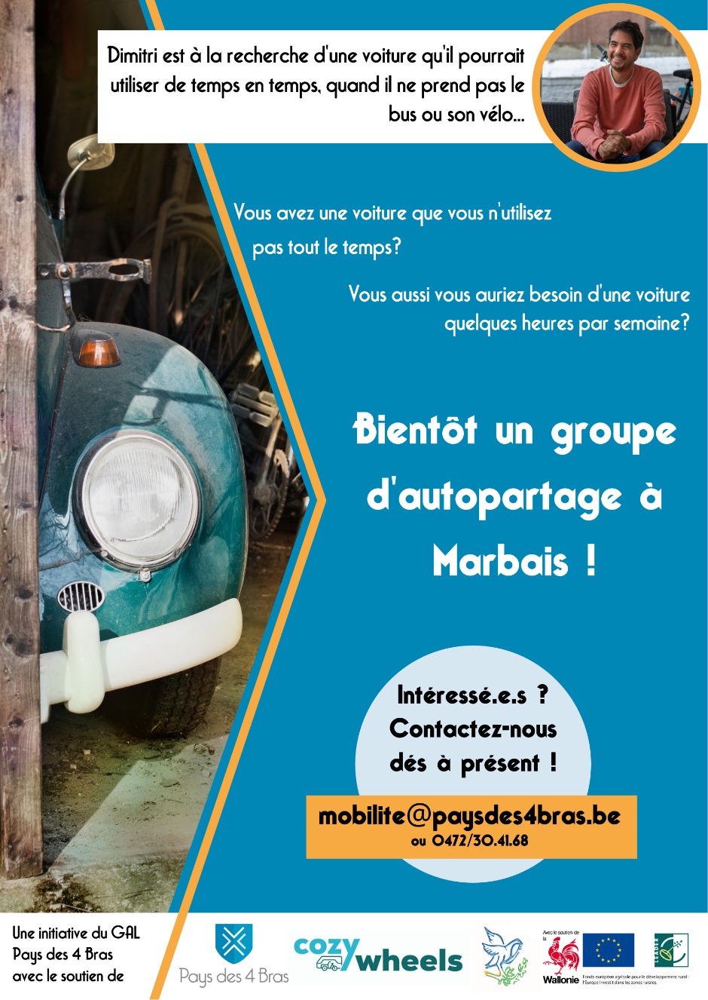 Dimitri est à la recherche d'une voiture qu'il pourrait
utiliser de temps en temps, quand il ne prend pas le
bus ou son vélo...
Vous avez une voiture que vous n'utilisez
pas tout le temps?
Vous aussi vous auriez besoin d'une voiture
quelques heures par semaine?
Bientôt un groupe
d'autopartage à
Marbais !
Intéressé.e.s ?
Contactez-nous
dés à présent !
mobilite@paysdes4bras.be
ou 0472/30.41.68
Une initiative du GAL
Pays des 4 Bras
avec le soutien de
Pays des 4 Bras
cozy
wheels
Avec le soutien de
la
Wallonie
LEADER
Fonds européen agricole pour le développement rural :
l'Europe investit dans les zones rurales.